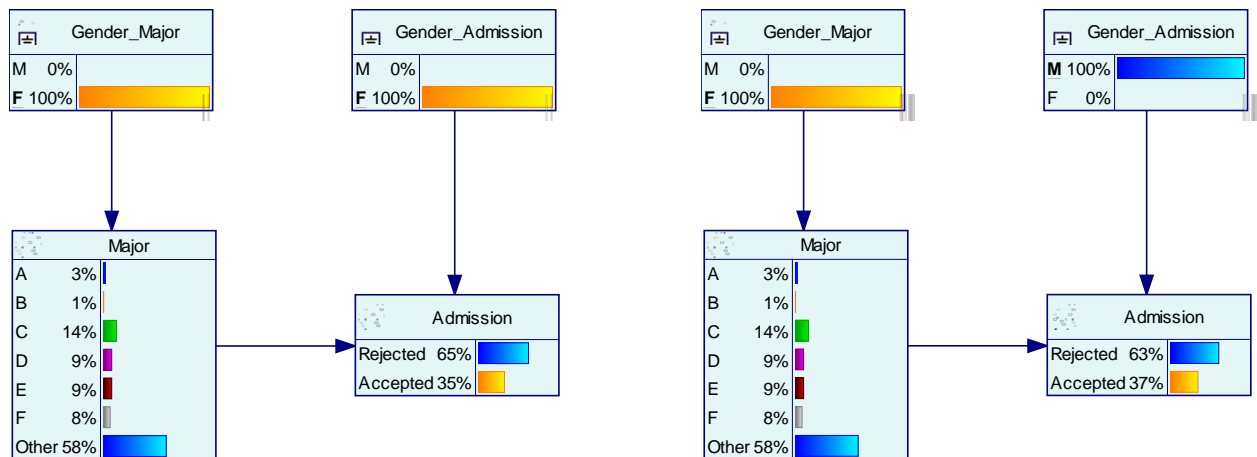 Gender_Major
M 0%
F 100%
Gender_Admission
M 0%
F 100%
Major
A 3%
B 1%
C 14%
D 9%
E 9%
F 8%
Other 58%
Admission
Rejected 65%
Accepted 35%
Gender_Major
M 0%
F 100%
Gender_Admission
M 100%
F 0%
Major
A 3%
B 1%
C 14%
D 9%
E 9%
F 8%
Other 58%
Admission
Rejected 63%
Accepted 37%